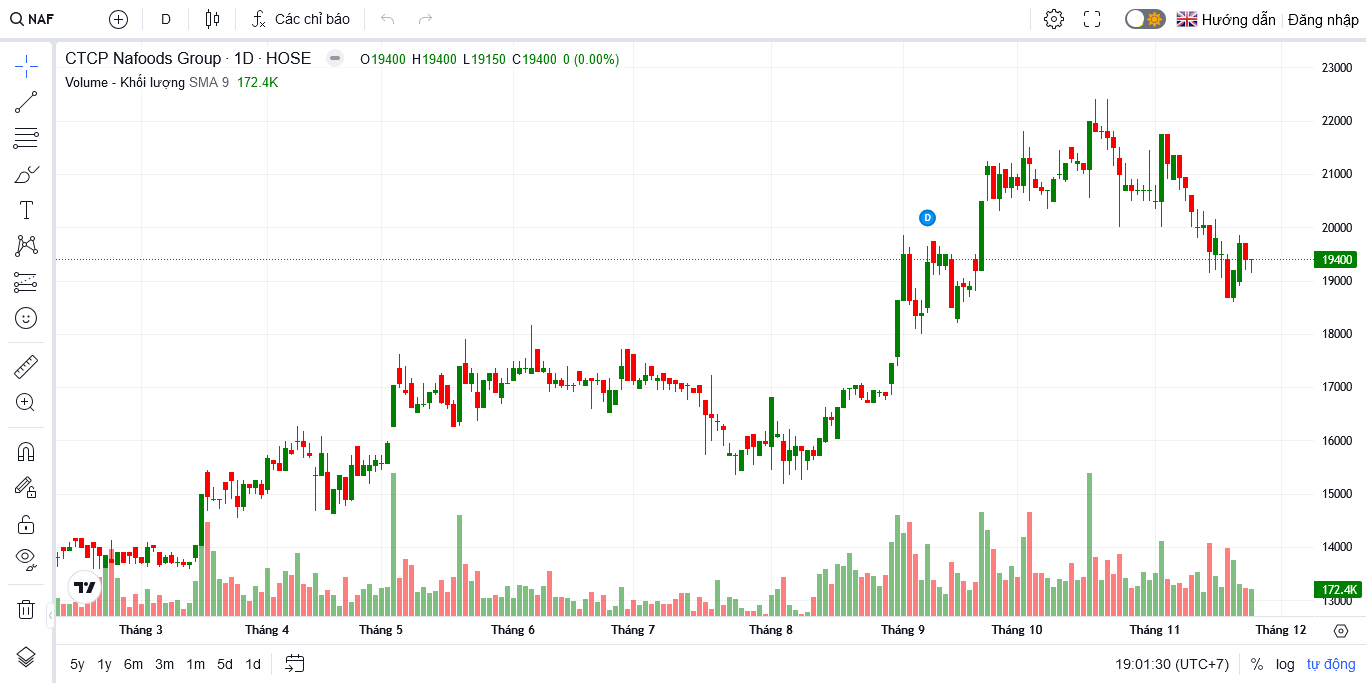 NAF D Các chỉ báo Hướng dẫn Đăng nhập
CTCP Nafoods Group · 1D · HOSE O19400 H19400 L19150 C19400 0 (0.00%)
Volume - Khối lượng SMA 9 172.4K
23000
22000
21000
D
20000
19400
19000
18000
17000
16000
15000
14000
172.4K
13000
Tháng 3 Tháng 4 Tháng 5 Tháng 6 Tháng 7 Tháng 8 Tháng 9 Tháng 10 Tháng 11 Tháng 12
5y 1y 6m 3m 1m 5d 1d 19:01:30 (UTC+7) % log tự động